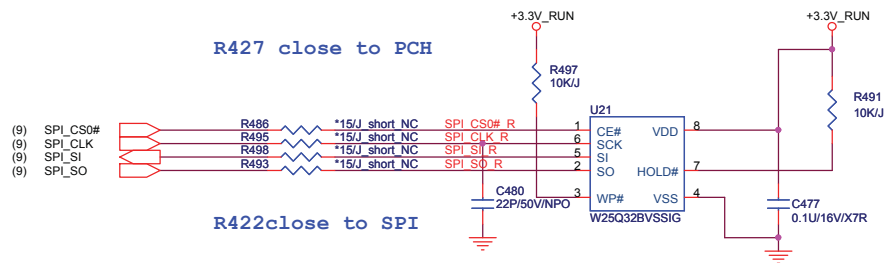 +3.3V_RUN +3.3V_RUN
R427 close to PCH
R497
10K/J
R491
10K/J
U21
(9) SPI_CS0# R486 *15/J_short_NC SPI_CS0#_R 1 CE# VDD 8
(9) SPI_CLK R495 *15/J_short_NC SPI_CLK_R 6 SCK
(9) SPI_SI R498 *15/J_short_NC SPI_SI_R 5 SI
(9) SPI_SO R493 *15/J_short_NC SPI_SO_R 2 SO HOLD# 7
C480
22P/50V/NPO
3 WP# VSS 4
C477
0.1U/16V/X7R
W25Q32BVSSIG
R422close to SPI